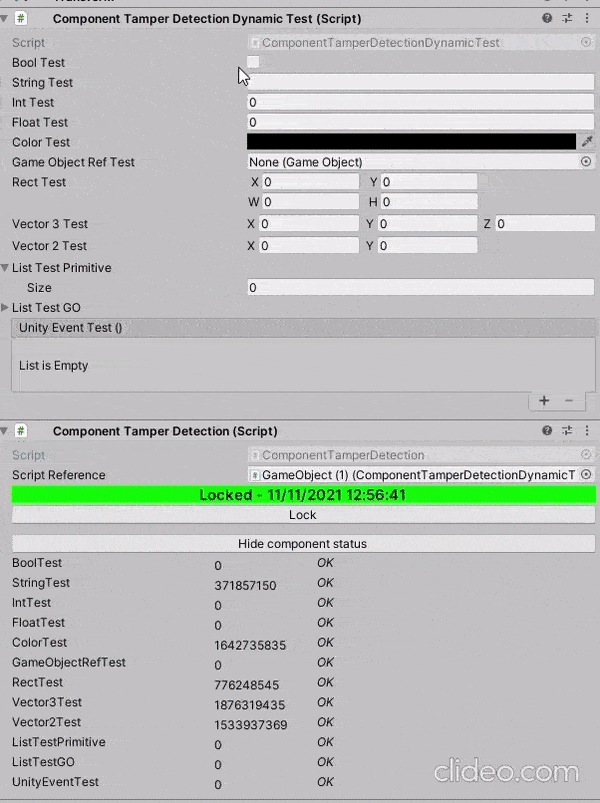 Component Tamper Detection Dynamic Test (Script)
Script ComponentTamperDetectionDynamicTest
Bool Test
String Test
Int Test 0
Float Test 0
Color Test
Game Object Ref Test None (Game Object)
Rect Test X 0 Y 0
W 0 H 0
Vector 3 Test X 0 Y 0 Z 0
Vector 2 Test X 0 Y 0
List Test Primitive
Size 0
List Test GO
Unity Event Test ()
List is Empty
+ −
Component Tamper Detection (Script)
Script ComponentTamperDetection
Script Reference GameObject (1) (ComponentTamperDetectionDynamicT
Locked - 11/11/2021 12:56:41
Lock
Hide component status
BoolTest 0 OK
StringTest 371857150 OK
IntTest 0 OK
FloatTest 0 OK
ColorTest 1642735835 OK
GameObjectRefTest 0 OK
RectTest 776248545 OK
Vector3Test 1876319435 OK
Vector2Test 1533937369 OK
ListTestPrimitive 0 OK
ListTestGO 0 OK
UnityEventTest 0 OK
clideo.com